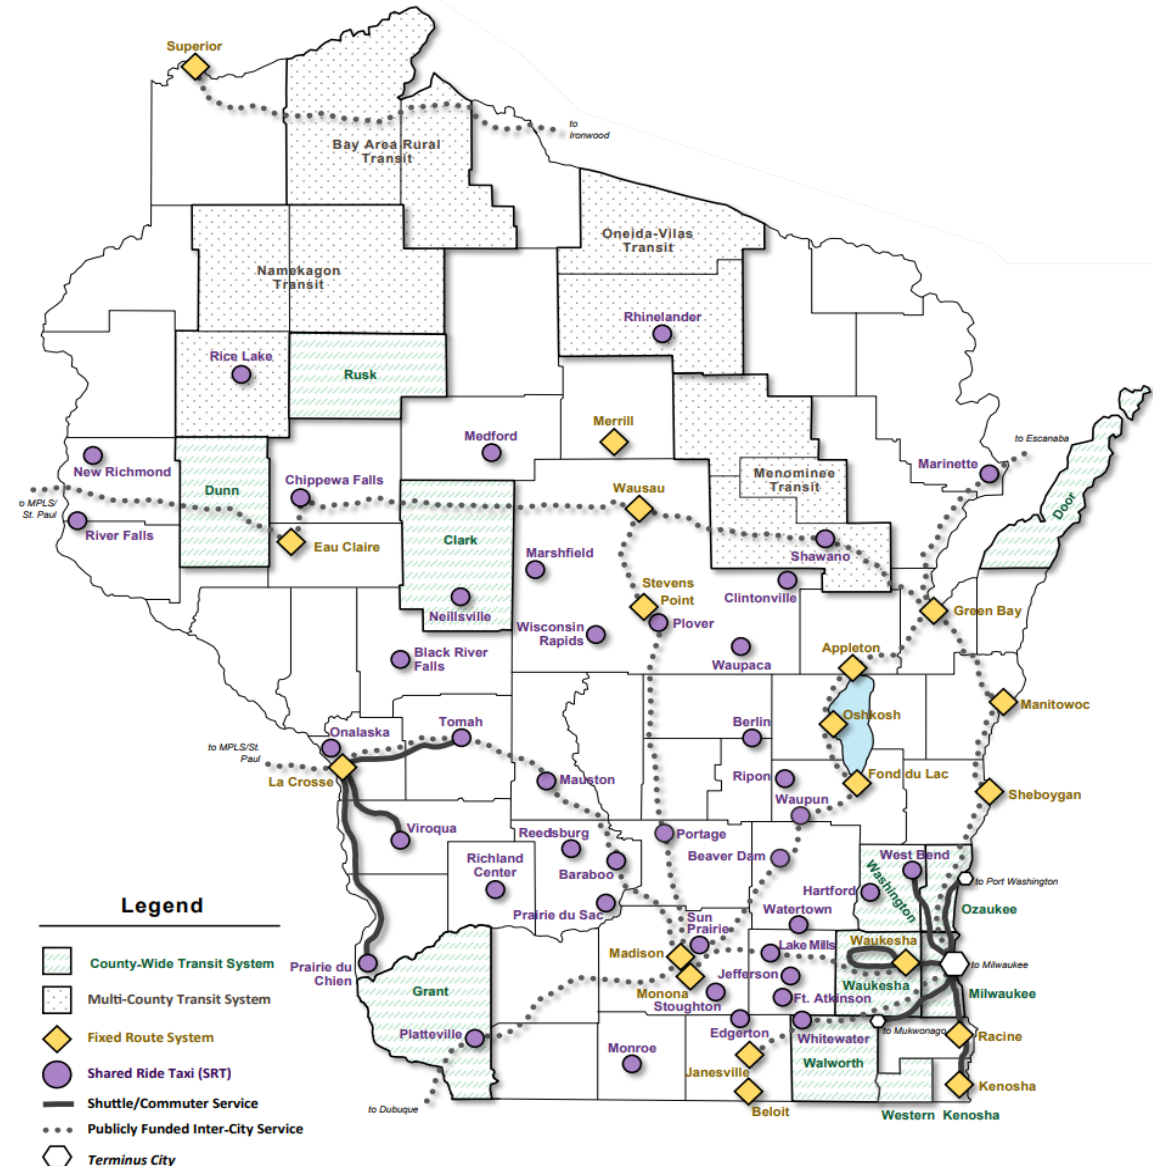 Superior
to
Ironwood
Bay Area Rural
Transit
Oneida-Vilas
Transit
Namekagon
Transit
Rhinelander
Rice Lake
Rusk
Merrill
Medford
New Richmond
Dunn
Chippewa Falls
Wausau
Menominee
Transit
Marinette
to Escanaba
Door
o MPLS/
St. Paul
River Falls
Eau Claire
Clark
Marshfield
Shawano
Neillsville
Stevens
Point
Plover
Clintonville
Green Bay
Wisconsin
Rapids
Black River
Falls
Waupaca
Appleton
Manitowoc
Onalaska
Tomah
Berlin
Oshkosh
to MPLS/St.
Paul
La Crosse
Mauston
Ripon
Fond du Lac
Waupun
Sheboygan
Viroqua
Reedsburg
Portage
Richland
Center
Baraboo
Beaver Dam
West Bend
Washington
Hartford
to Port Washington
Prairie du Sac
Sun
Prairie
Watertown
Ozaukee
Madison
Lake Mills
Waukesha
Prairie du
Chien
Jefferson
Waukesha
to Milwaukee
Grant
Monona
Stoughton
Ft. Atkinson
Milwaukee
Platteville
Edgerton
Whitewater
to Mukwonago
Racine
Monroe
Janesville
Walworth
Kenosha
to Dubuque
Beloit
Western Kenosha
Legend
County-Wide Transit System
Multi-County Transit System
Fixed Route System
Shared Ride Taxi (SRT)
Shuttle/Commuter Service
Publicly Funded Inter-City Service
Terminus City